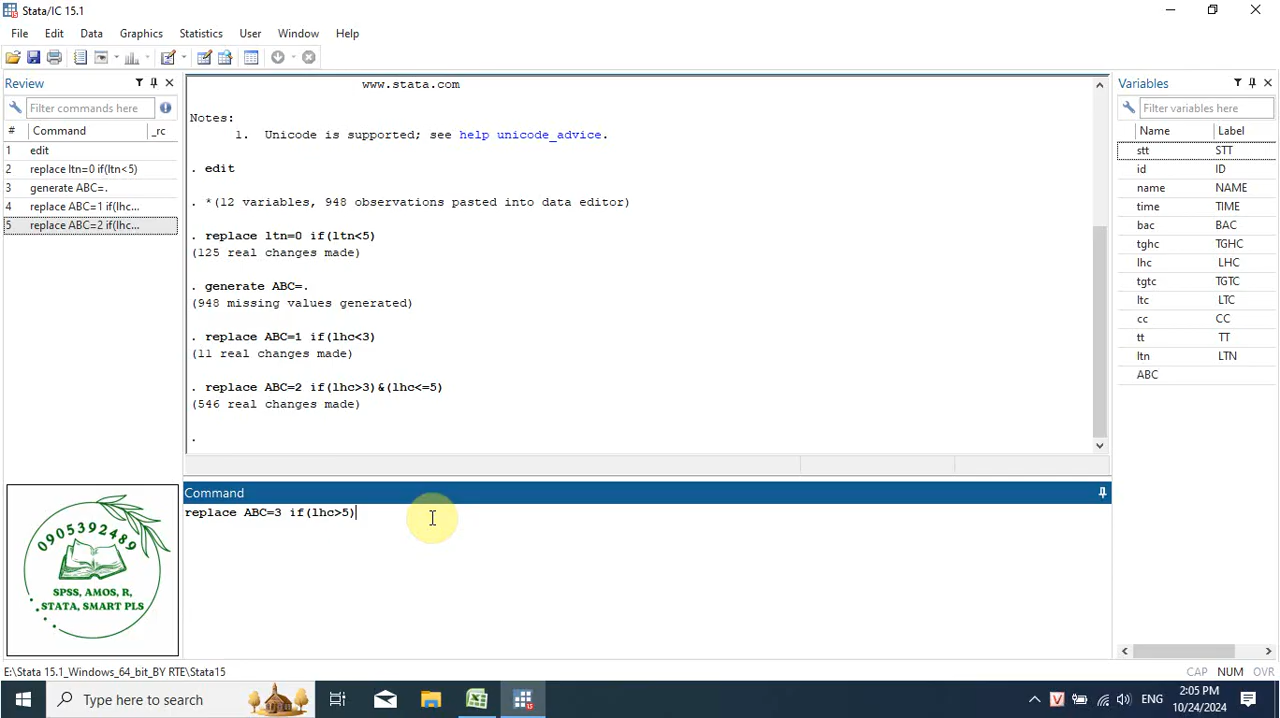 Stata/IC 15.1
File Edit Data Graphics Statistics User Window Help
Review
Filter commands here
# Command _rc
1 edit
2 replace ltn=0 if(ltn<5)
3 generate ABC=.
4 replace ABC=1 if(lhc...
5 replace ABC=2 if(lhc...
www.stata.com
Notes:
1. Unicode is supported; see help unicode_advice.
. edit
. *(12 variables, 948 observations pasted into data editor)
. replace ltn=0 if(ltn<5)
(125 real changes made)
. generate ABC=.
(948 missing values generated)
. replace ABC=1 if(lhc<3)
(11 real changes made)
. replace ABC=2 if(lhc>3)&(lhc<=5)
(546 real changes made)
.
Command
replace ABC=3 if(lhc>5)
Variables
Filter variables here
Name Label
stt STT
id ID
name NAME
time TIME
bac BAC
tghc TGHC
lhc LHC
tgtc TGTC
ltc LTC
cc CC
tt TT
ltn LTN
ABC
0905392489
SPSS, AMOS, R,
STATA, SMART PLS
E:\Stata 15.1_Windows_64_bit_BY RTE\Stata15
CAP NUM OVR
Type here to search
V
ENG
2:05 PM
10/24/2024